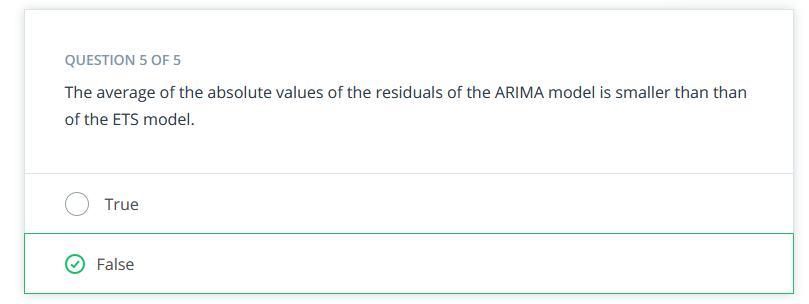 QUESTION 5 OF 5
The average of the absolute values of the residuals of the ARIMA model is smaller than than
of the ETS model.
True
False